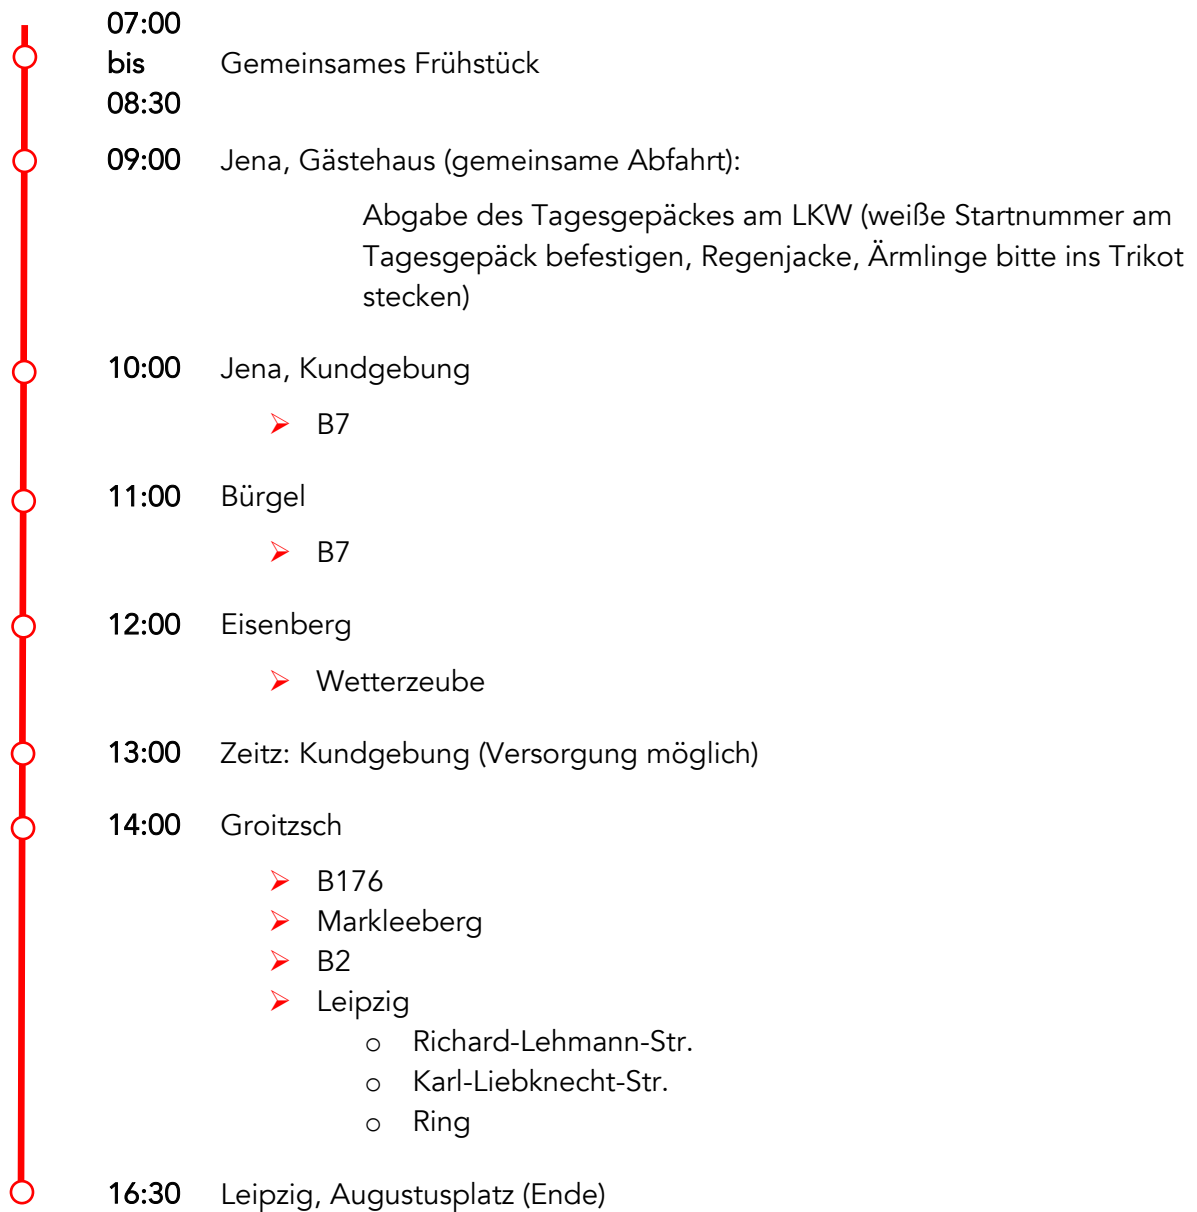 07:00
bis Gemeinsames Frühstück
08:30
09:00 Jena, Gästehaus (gemeinsame Abfahrt):
Abgabe des Tagesgepäckes am LKW (weiße Startnummer am
Tagesgepäck befestigen, Regenjacke, Ärmlinge bitte ins Trikot
stecken)
10:00 Jena, Kundgebung
➢ B7
11:00 Bürgel
➢ B7
12:00 Eisenberg
➢ Wetterzeube
13:00 Zeitz: Kundgebung (Versorgung möglich)
14:00 Groitzsch
➢ B176
➢ Markleeberg
➢ B2
➢ Leipzig
o Richard-Lehmann-Str.
o Karl-Liebknecht-Str.
o Ring
16:30 Leipzig, Augustusplatz (Ende)